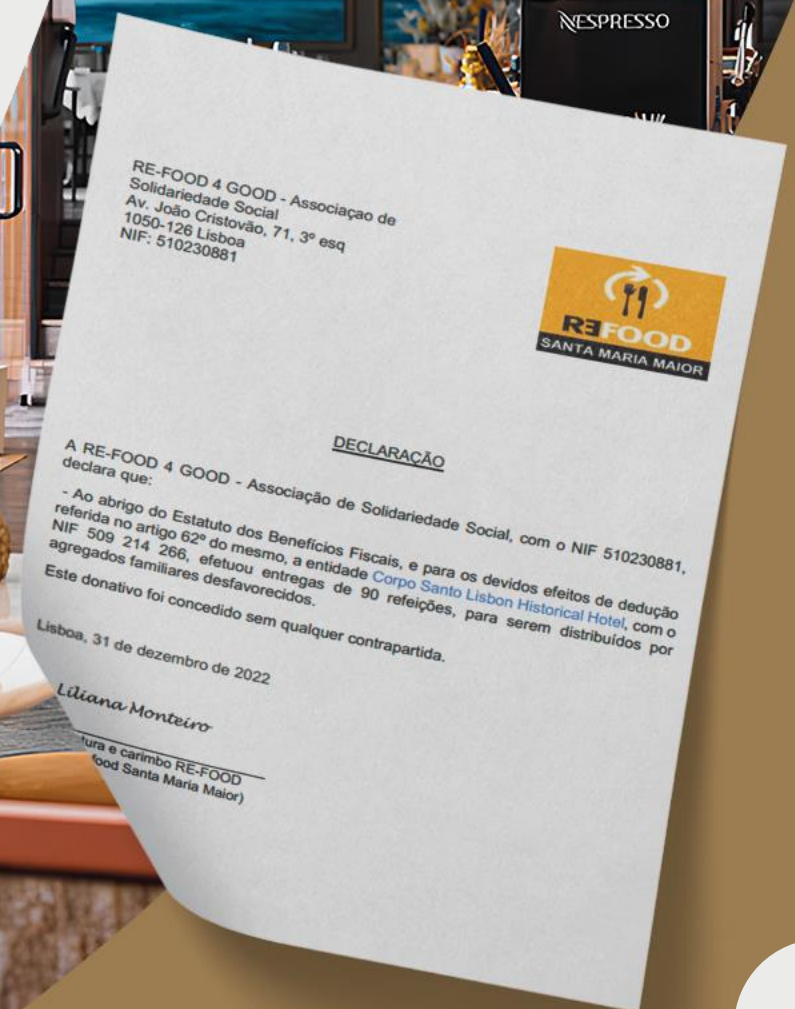 NESPRESSO
RE-FOOD 4 GOOD - Associaçao de
Solidariedade Social
Av. João Cristovão, 71, 3º esq
1050-126 Lisboa
NIF: 510230881
REFOOD
SANTA MARIA MAIOR
DECLARAÇÃO
A RE-FOOD 4 GOOD - Associação de Solidariedade Social, com o NIF 510230881,
declara que:
- Ao abrigo do Estatuto dos Benefícios Fiscais, e para os devidos efeitos de dedução
referida no artigo 62º do mesmo, a entidade Corpo Santo Lisbon Historical Hotel, com o
NIF 509 214 266, efetuou entregas de 90 refeições, para serem distribuídos por
agregados familiares desfavorecidos.
Este donativo foi concedido sem qualquer contrapartida.
Lisboa, 31 de dezembro de 2022
Liliana Monteiro
tura e carimbo RE-FOOD
food Santa Maria Maior)